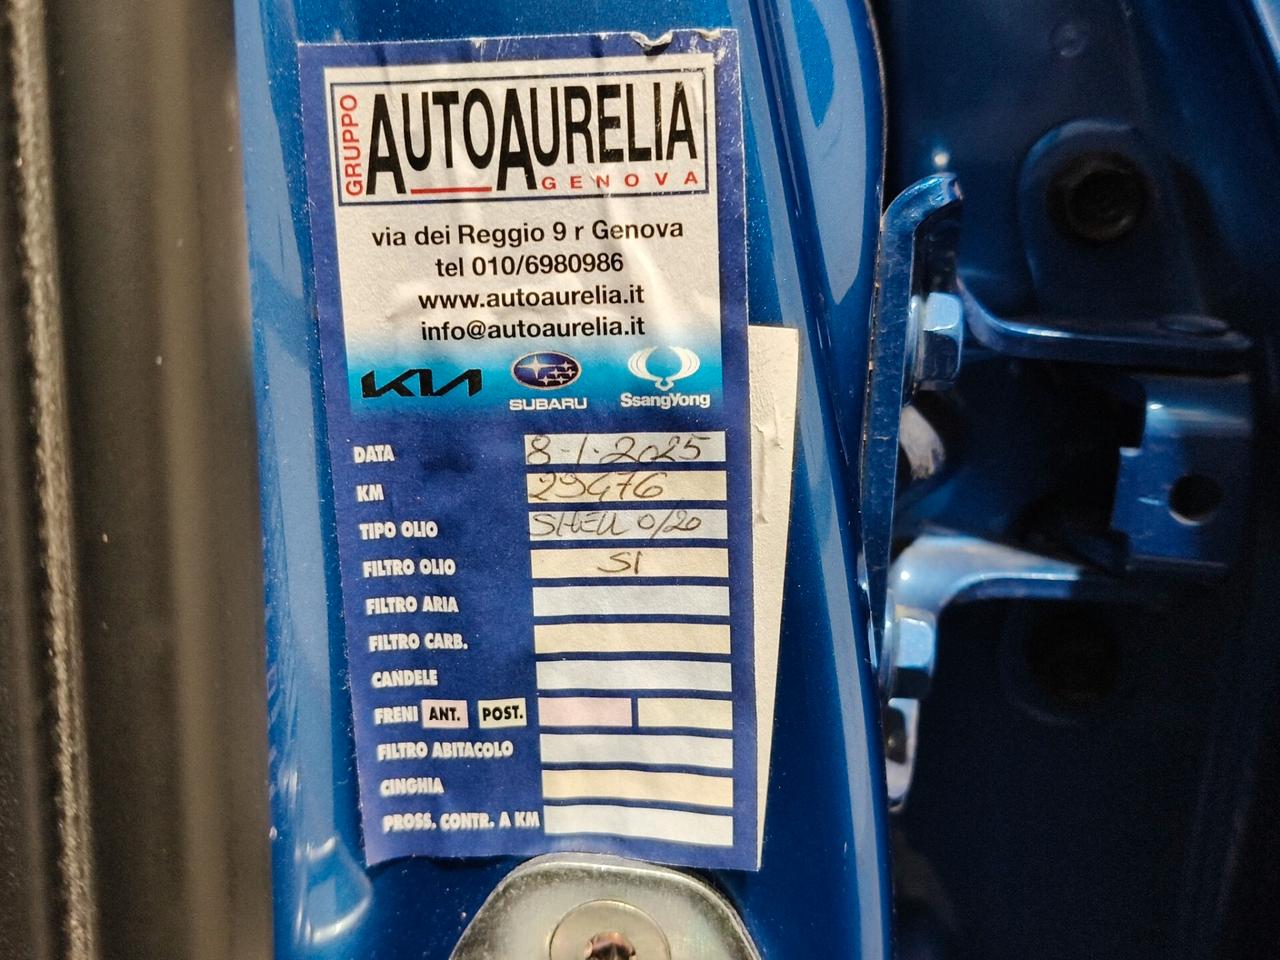 GRUPPO
AUTOAURELIA
GENOVA
via dei Reggio 9 r Genova
tel 010/6980986
www.autoaurelia.it
info@autoaurelia.it
KIA SUBARU SsangYong
DATA 8-1-2025
KM 29476
TIPO OLIO SHELL 0/20
FILTRO OLIO SI
FILTRO ARIA
FILTRO CARB.
CANDELE
FRENI ANT. POST.
FILTRO ABITACOLO
CINGHIA
PROSS. CONTR. A KM